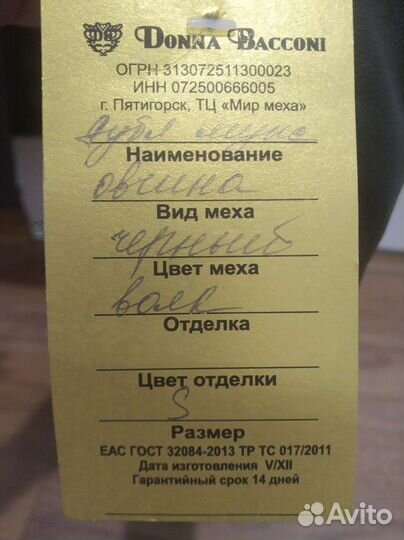 DONNA BACCONI
ОГРН 313072511300023
ИНН 072500666005
г. Пятигорск, ТЦ «Мир меха»
дубл
Наименование
овчина
Вид меха
черный
Цвет меха
волк
Отделка
Цвет отделки
S
Размер
ЕАС ГОСТ 32084-2013 ТР ТС 017/2011
Дата изготовления V/XII
Гарантийный срок 14 дней
Avito